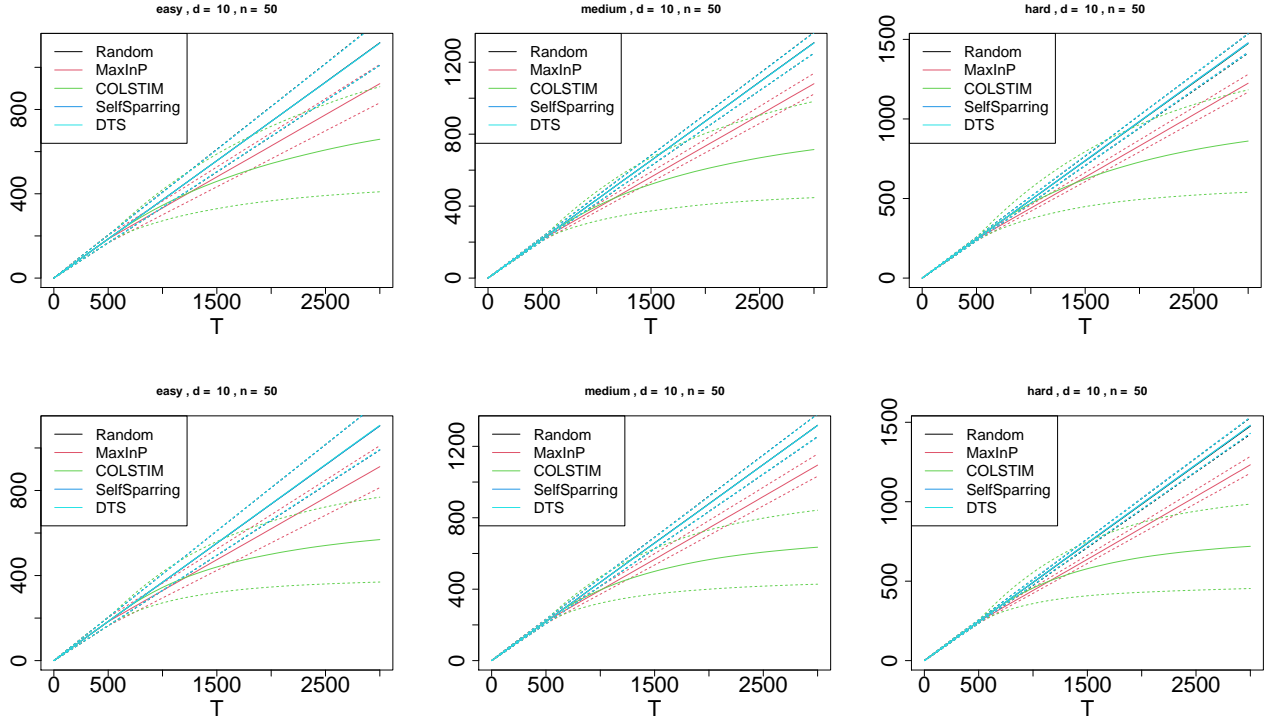 easy , d = 10 , n = 50
Random
MaxInP
COLSTIM
SelfSparring
DTS
0
400
800
0
500
1500
2500
T
medium , d = 10 , n = 50
Random
MaxInP
COLSTIM
SelfSparring
DTS
0
400
800
1200
0
500
1500
2500
T
hard , d = 10 , n = 50
Random
MaxInP
COLSTIM
SelfSparring
DTS
0
500
1000
1500
0
500
1500
2500
T
easy , d = 10 , n = 50
Random
MaxInP
COLSTIM
SelfSparring
DTS
0
400
800
0
500
1500
2500
T
medium , d = 10 , n = 50
Random
MaxInP
COLSTIM
SelfSparring
DTS
0
400
800
1200
0
500
1500
2500
T
hard , d = 10 , n = 50
Random
MaxInP
COLSTIM
SelfSparring
DTS
0
500
1000
1500
0
500
1500
2500
T